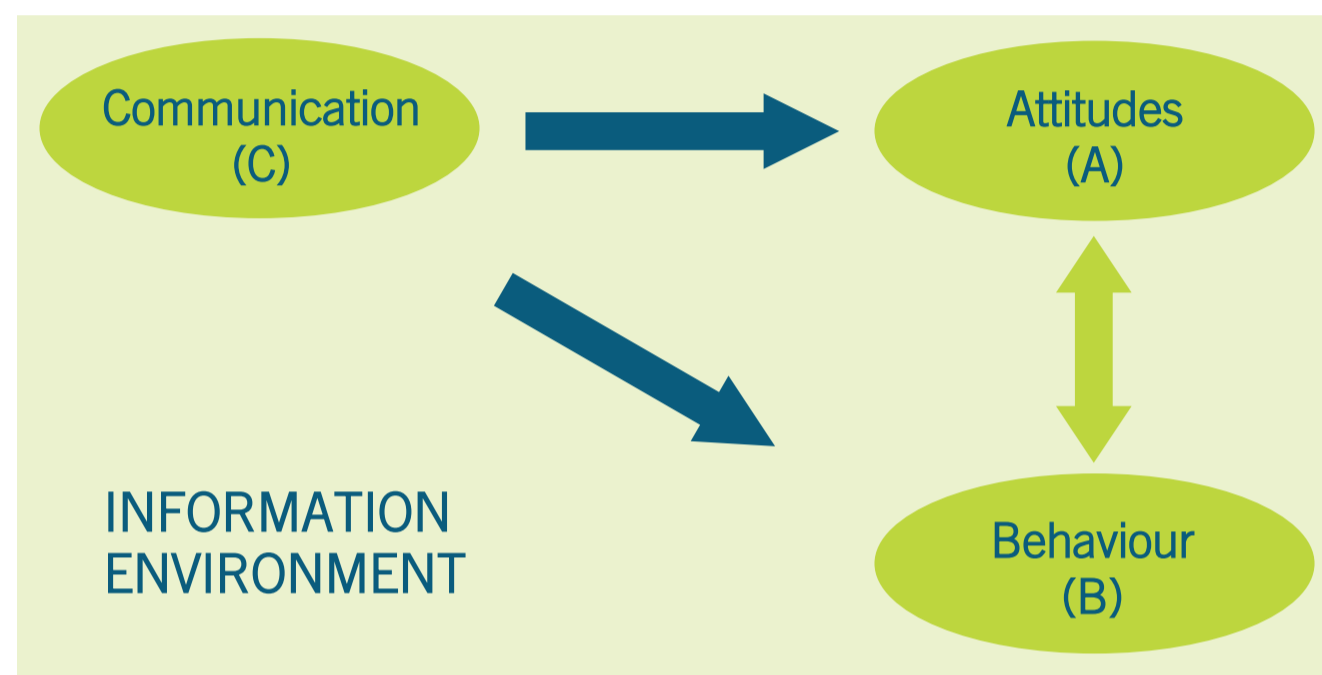 Communication
(C)
Attitudes
(A)
INFORMATION
ENVIRONMENT
Behaviour
(B)